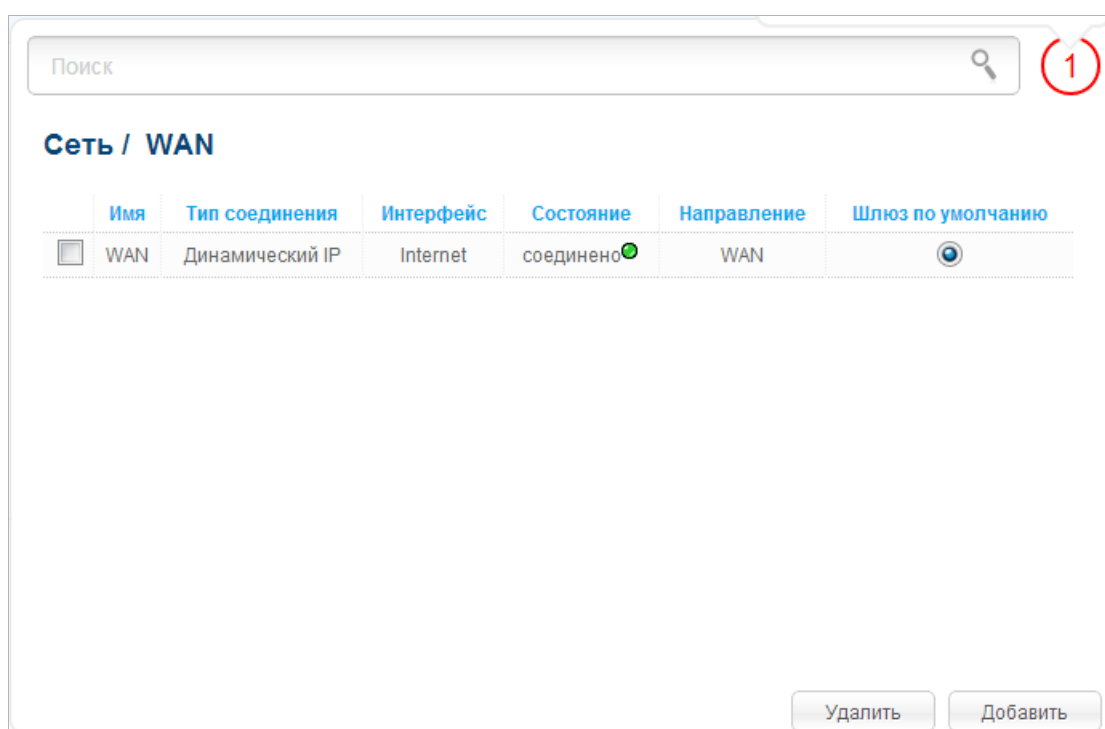 Поиск
1
Сеть / WAN
Имя Тип соединения Интерфейс Состояние Направление Шлюз по умолчанию
WAN Динамический IP Internet соединено WAN
Удалить Добавить